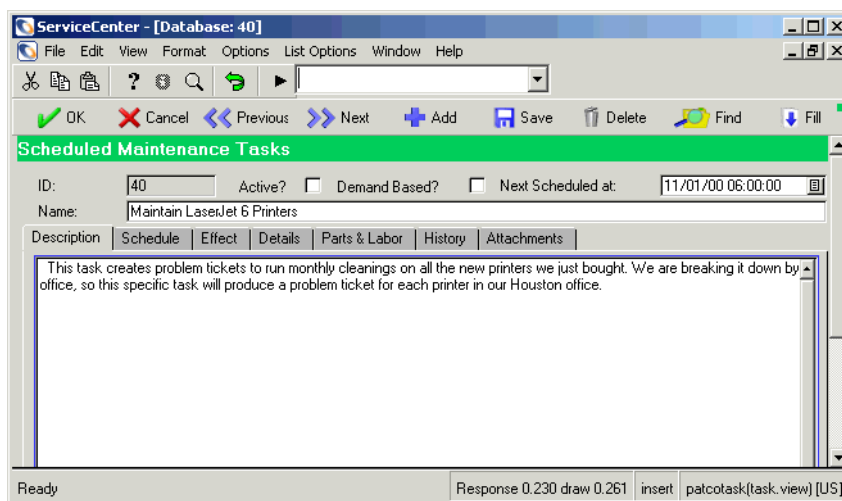 ServiceCenter - [Database: 40]
File Edit View Format Options List Options Window Help
OK Cancel Previous Next Add Save Delete Find Fill
Scheduled Maintenance Tasks
ID: 40 Active? Demand Based? Next Scheduled at: 11/01/00 06:00:00
Name: Maintain LaserJet 6 Printers
Description Schedule Effect Details Parts & Labor History Attachments
This task creates problem tickets to run monthly cleanings on all the new printers we just bought. We are breaking it down by
office, so this specific task will produce a problem ticket for each printer in our Houston office.
Ready Response 0.230 draw 0.261 insert patcotask(task.view) [US]